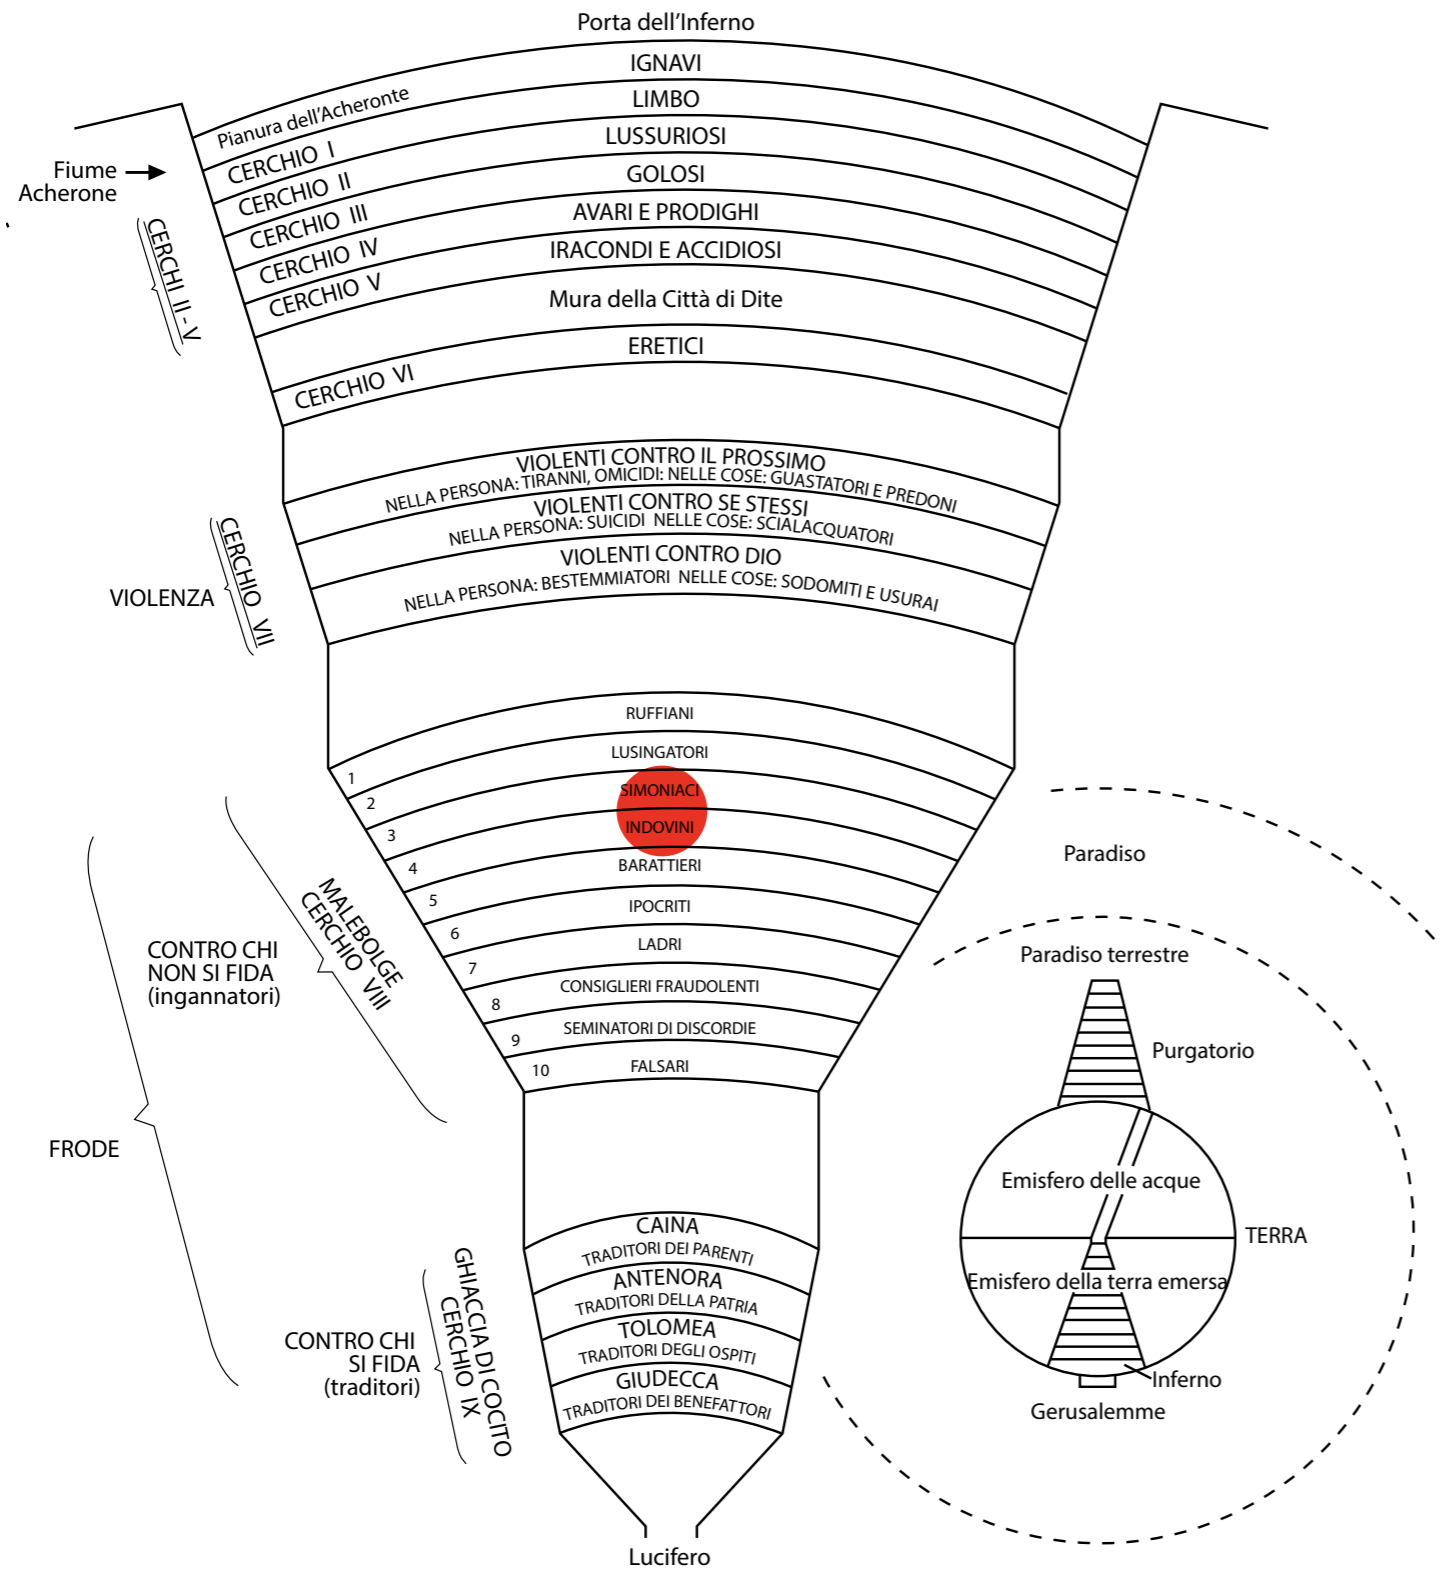 Porta dell'Inferno
IGNAVI
Pianura dell'Acheronte
LIMBO
Fiume
Acherone
CERCHIO I
LUSSURIOSI
CERCHIO II
GOLOSI
CERCHIO III
AVARI E PRODIGHI
CERCHIO IV
IRACONDI E ACCIDIOSI
CERCHIO V
CERCHI II - V
Mura della Città di Dite
ERETICI
CERCHIO VI
VIOLENTI CONTRO IL PROSSIMO
NELLA PERSONA: TIRANNI, OMICIDI: NELLE COSE: GUASTATORI E PREDONI
VIOLENTI CONTRO SE STESSI
NELLA PERSONA: SUICIDI NELLE COSE: SCIALACQUATORI
VIOLENTI CONTRO DIO
NELLA PERSONA: BESTEMMIATORI NELLE COSE: SODOMITI E USURAI
VIOLENZA
CERCHIO VII
RUFFIANI
1
LUSINGATORI
2
SIMONIACI
3
INDOVINI
4
BARATTIERI
5
IPOCRITI
6
LADRI
7
CONSIGLIERI FRAUDOLENTI
8
SEMINATORI DI DISCORDIE
9
FALSARI
10
MALEBOLGE
CERCHIO VIII
CONTRO CHI
NON SI FIDA
(ingannatori)
FRODE
CAINA
TRADITORI DEI PARENTI
ANTENORA
TRADITORI DELLA PATRIA
TOLOMEA
TRADITORI DEGLI OSPITI
GIUDECCA
TRADITORI DEI BENEFATTORI
GHIACCIA DI COCITO
CERCHIO IX
CONTRO CHI
SI FIDA
(traditori)
Lucifero
Paradiso
Paradiso terrestre
Purgatorio
Emisfero delle acque
TERRA
Emisfero della terra emersa
Inferno
Gerusalemme